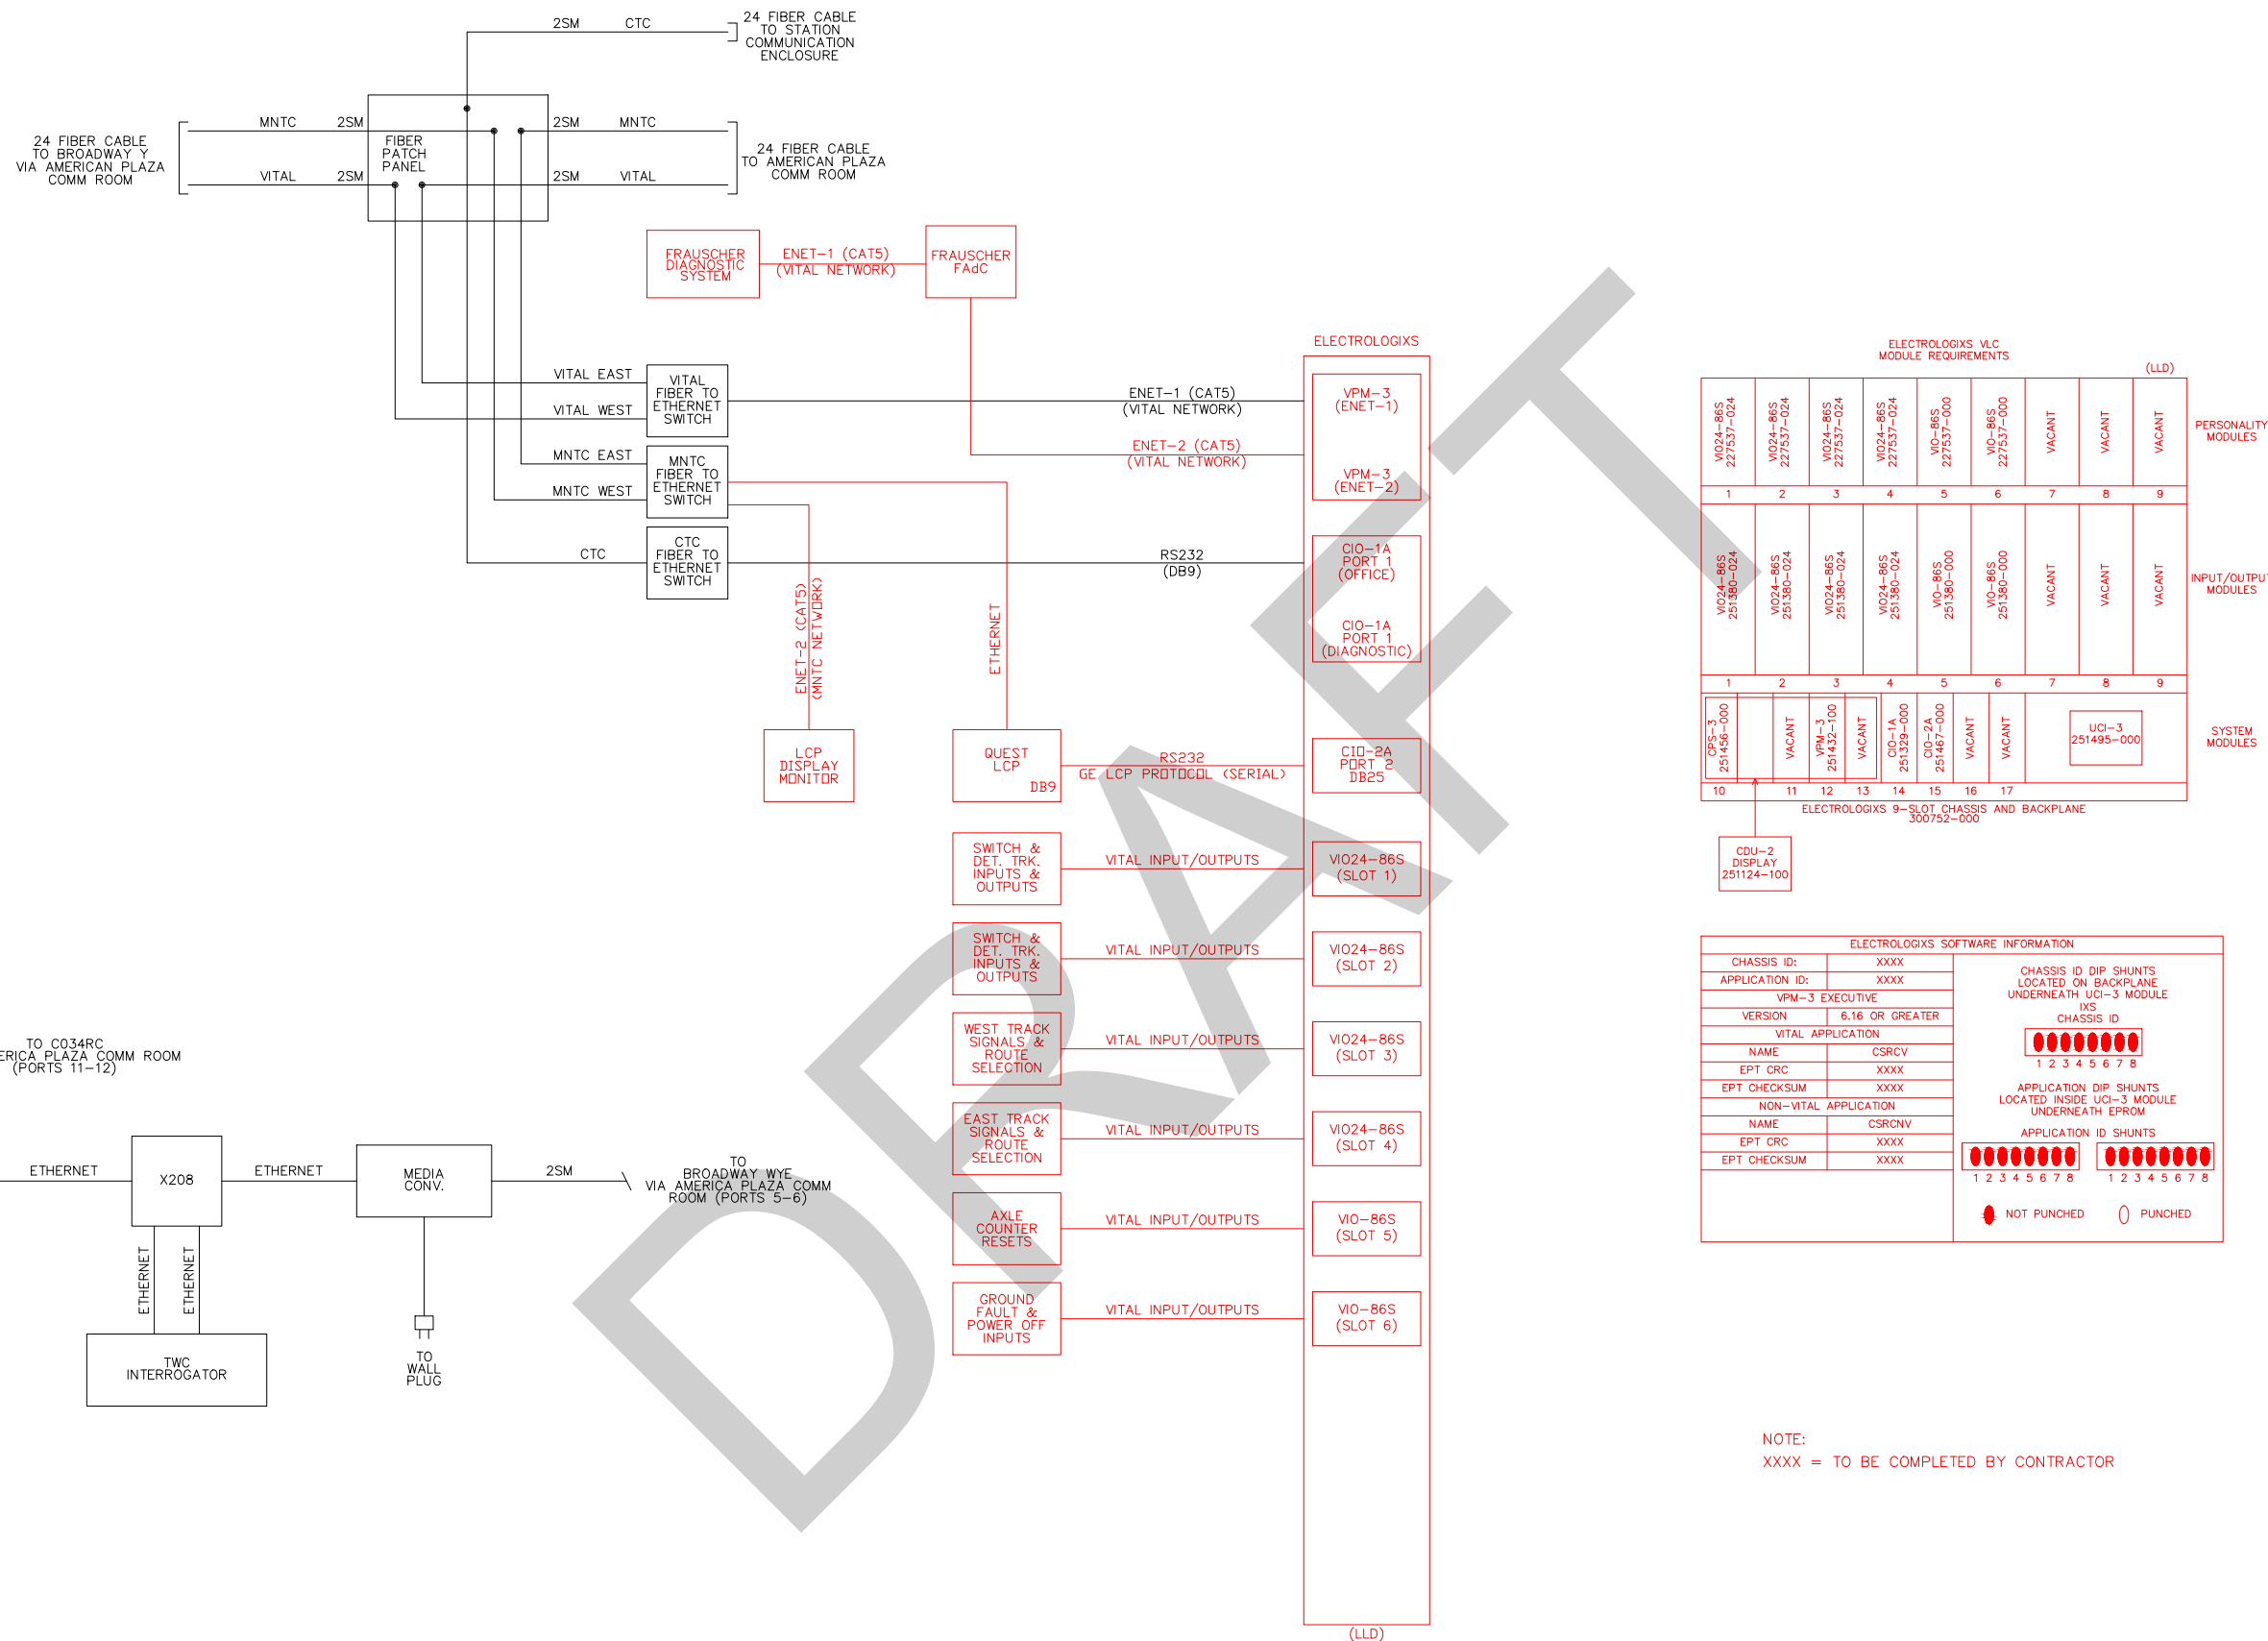 2SM CTC
24 FIBER CABLE
TO STATION
COMMUNICATION
ENCLOSURE
24 FIBER CABLE
TO BROADWAY Y
VIA AMERICAN PLAZA
COMM ROOM
MNTC 2SM
VITAL 2SM
FIBER
PATCH
PANEL
2SM MNTC
2SM VITAL
24 FIBER CABLE
TO AMERICAN PLAZA
COMM ROOM
FRAUSCHER
DIAGNOSTIC
SYSTEM
ENET-1 (CAT5)
(VITAL NETWORK)
FRAUSCHER
FAdC
VITAL EAST
VITAL WEST
VITAL
FIBER TO
ETHERNET
SWITCH
ENET-1 (CAT5)
(VITAL NETWORK)
ENET-2 (CAT5)
(VITAL NETWORK)
MNTC EAST
MNTC WEST
MNTC
FIBER TO
ETHERNET
SWITCH
CTC
CTC
FIBER TO
ETHERNET
SWITCH
RS232
(DB9)
ENET-2 (CAT5)
(MNTC NETWORK)
ETHERNET
LCP
DISPLAY
MONITOR
QUEST
LCP
DB9
RS232
GE LCP PROTOCOL (SERIAL)
ELECTROLOGIXS
VPM-3
(ENET-1)
VPM-3
(ENET-2)
CIO-1A
PORT 1
(OFFICE)
CIO-1A
PORT 1
(DIAGNOSTIC)
CIO-2A
PORT 2
DB25
SWITCH &
DET. TRK.
INPUTS &
OUTPUTS
VITAL INPUT/OUTPUTS
VIO24-86S
(SLOT 1)
SWITCH &
DET. TRK.
INPUTS &
OUTPUTS
VITAL INPUT/OUTPUTS
VIO24-86S
(SLOT 2)
WEST TRACK
SIGNALS &
ROUTE
SELECTION
VITAL INPUT/OUTPUTS
VIO24-86S
(SLOT 3)
EAST TRACK
SIGNALS &
ROUTE
SELECTION
VITAL INPUT/OUTPUTS
VIO24-86S
(SLOT 4)
AXLE
COUNTER
RESETS
VITAL INPUT/OUTPUTS
VIO-86S
(SLOT 5)
GROUND
FAULT &
POWER OFF
INPUTS
VITAL INPUT/OUTPUTS
VIO-86S
(SLOT 6)
(LLD)
TO C034RC
ERICA PLAZA COMM ROOM
(PORTS 11-12)
ETHERNET
X208
ETHERNET
MEDIA
CONV.
2SM
TO
BROADWAY WYE
VIA AMERICA PLAZA COMM
ROOM (PORTS 5-6)
ETHERNET
ETHERNET
TWC
INTERROGATOR
TO
WALL
PLUG
ELECTROLOGIXS VLC
MODULE REQUIREMENTS
(LLD)
VIO24-86S
227537-024
VIO24-86S
227537-024
VIO24-86S
227537-024
VIO24-86S
227537-024
VIO-86S
227537-000
VIO-86S
227537-000
VACANT
VACANT
VACANT
PERSONALITY
MODULES
1 2 3 4 5 6 7 8 9
VIO24-86S
251380-024
VIO24-86S
251380-024
VIO24-86S
251380-024
VIO24-86S
251380-024
VIO-86S
251380-000
VIO-86S
251380-000
VACANT
VACANT
VACANT
INPUT/OUTPUT
MODULES
1 2 3 4 5 6 7 8 9
CPS-3
251456-000
VACANT
VPM-3
251432-100
VACANT
CIO-1A
251329-000
CIO-2A
251467-000
VACANT
VACANT
UCI-3
251495-000
SYSTEM
MODULES
10 11 12 13 14 15 16 17
ELECTROLOGIXS 9-SLOT CHASSIS AND BACKPLANE
300752-000
CDU-2
DISPLAY
251124-100
ELECTROLOGIXS SOFTWARE INFORMATION
CHASSIS ID: XXXX
APPLICATION ID: XXXX
VPM-3 EXECUTIVE
VERSION 6.16 OR GREATER
VITAL APPLICATION
NAME CSRCV
EPT CRC XXXX
EPT CHECKSUM XXXX
NON-VITAL APPLICATION
NAME CSRCNV
EPT CRC XXXX
EPT CHECKSUM XXXX
CHASSIS ID DIP SHUNTS
LOCATED ON BACKPLANE
UNDERNEATH UCI-3 MODULE
IXS
CHASSIS ID
1 2 3 4 5 6 7 8
APPLICATION DIP SHUNTS
LOCATED INSIDE UCI-3 MODULE
UNDERNEATH EPROM
APPLICATION ID SHUNTS
1 2 3 4 5 6 7 8 1 2 3 4 5 6 7 8
NOT PUNCHED PUNCHED
NOTE:
XXXX = TO BE COMPLETED BY CONTRACTOR
DRAFT